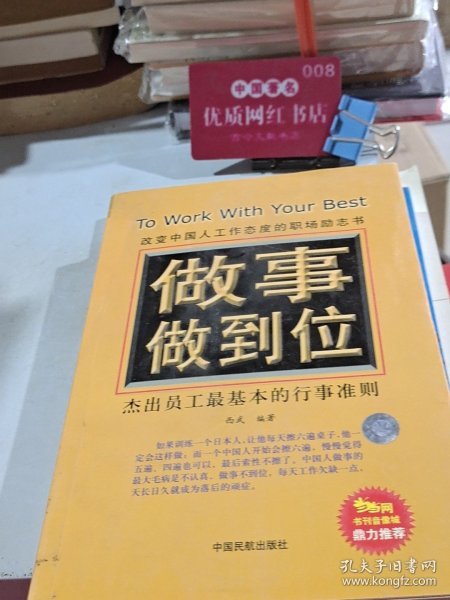 008
中国著名
优质网红书店
To Work With Your Best
改变中国人工作态度的职场励志书
做事
做到位
杰出员工最基本的行事准则
西武 编著
如果训练一个日本人，让他每天擦六遍桌子，他一
定会这样做；而一个中国人开始会擦六遍，慢慢觉得
五遍、四遍也可以，最后索性不擦了。中国人做事的
最大毛病是不认真，做事不到位，每天工作欠缺一点，
天长日久就成为落后的顽症。
当当网
书刊音像城
鼎力推荐
中国民航出版社
孔夫子旧书网
www.kongfz.com